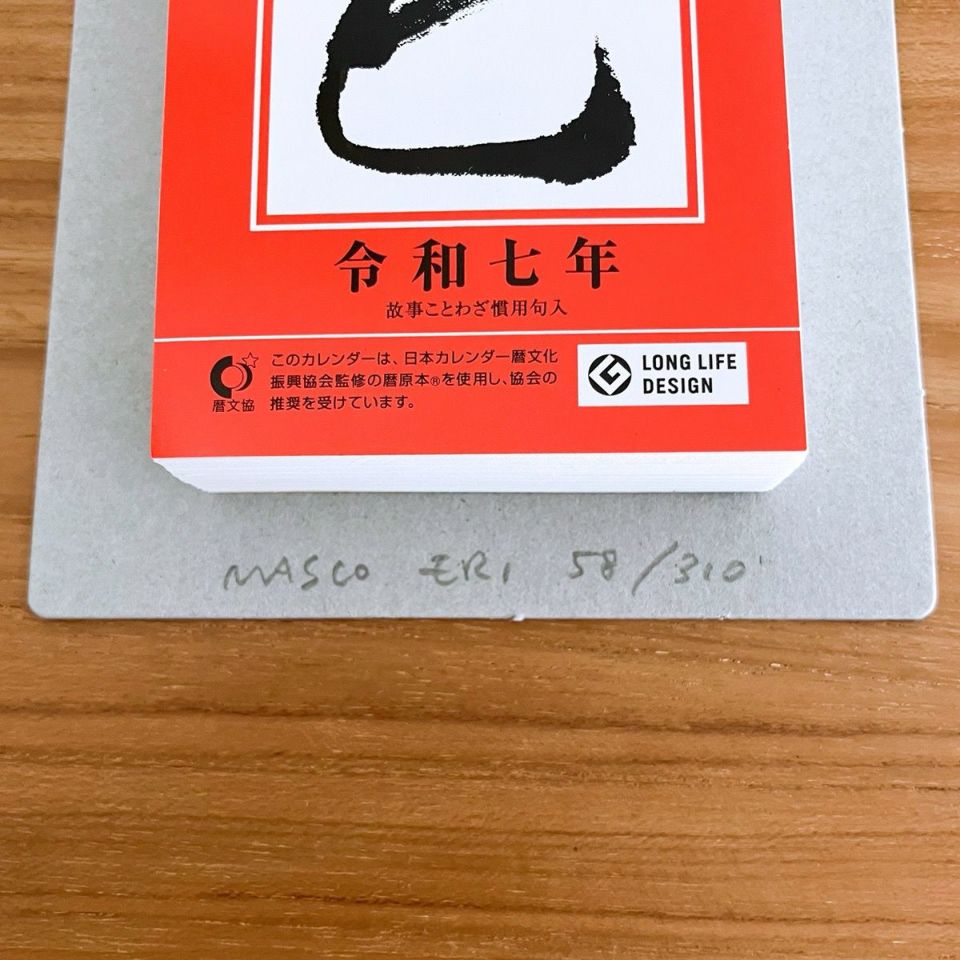 令和七年
故事ことわざ慣用句入
このカレンダーは、日本カレンダー暦文化
振興協会監修の暦原本®を使用し、協会の
推奨を受けています。
暦文協
LONG LIFE
DESIGN
MASCO ERI 58/310